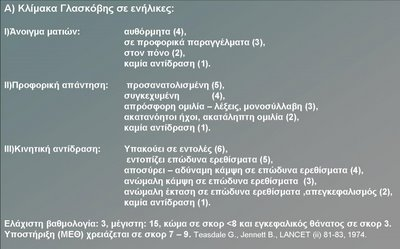 Α) Κλίμακα Γλασκόβης σε ενήλικες:
Ι)Άνοιγμα ματιών: αυθόρμητα (4),
σε προφορικά παραγγέλματα (3),
στον πόνο (2),
καμία αντίδραση (1).
ΙΙ)Προφορική απάντηση: προσανατολισμένη (5),
συγκεχυμένη (4),
απρόσφορη ομιλία – λέξεις, μονοσύλλαβη (3),
ακατανόητοι ήχοι, ακατάληπτη ομιλία (2),
καμία αντίδραση (1).
ΙΙΙ)Κινητική αντίδραση: Υπακούει σε εντολές (6),
εντοπίζει επώδυνα ερεθίσματα (5),
αποσύρει – αδύναμη κάμψη σε επώδυνα ερεθίσματα (4),
ανώμαλη κάμψη σε επώδυνα ερεθίσματα (3),
ανώμαλη έκταση σε επώδυνα ερεθίσματα ,απεγκεφαλισμός (2),
καμία αντίδραση (1).
Ελάχιστη βαθμολογία: 3, μέγιστη: 15, κώμα σε σκορ <8 και εγκεφαλικός θάνατος σε σκορ 3.
Υποστήριξη (ΜΕΘ) χρειάζεται σε σκορ 7 – 9. Teasdale G., Jennett B., LANCET (ii) 81-83, 1974.